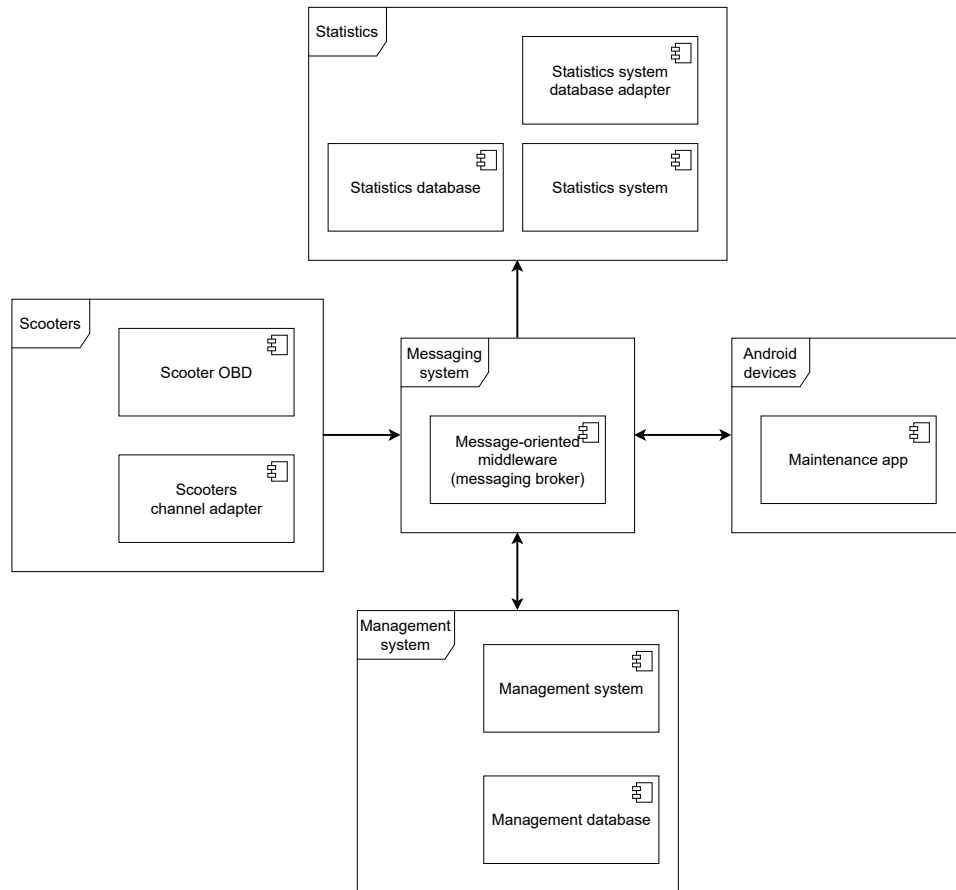 Statistics
Statistics system
database adapter
Statistics database
Statistics system
Scooters
Scooter OBD
Scooters
channel adapter
Messaging
system
Message-oriented
middleware
(messaging broker)
Android
devices
Maintenance app
Management
system
Management system
Management database